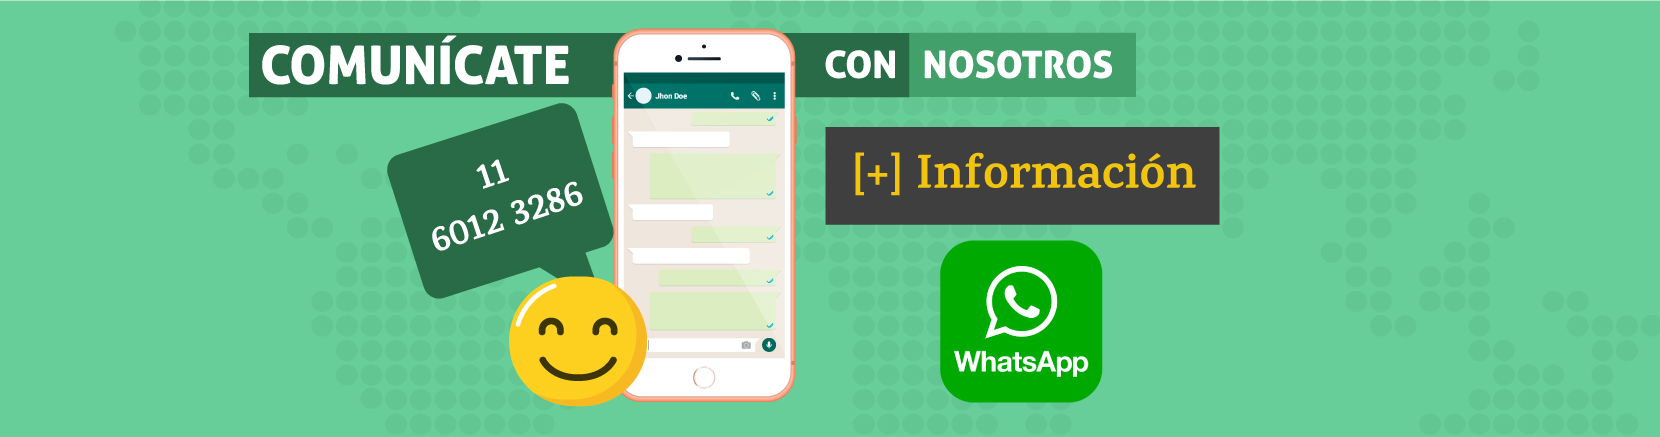 COMUNÍCATE CON NOSOTROS
Jhon Doe
11
6012 3286
[+] Información
WhatsApp